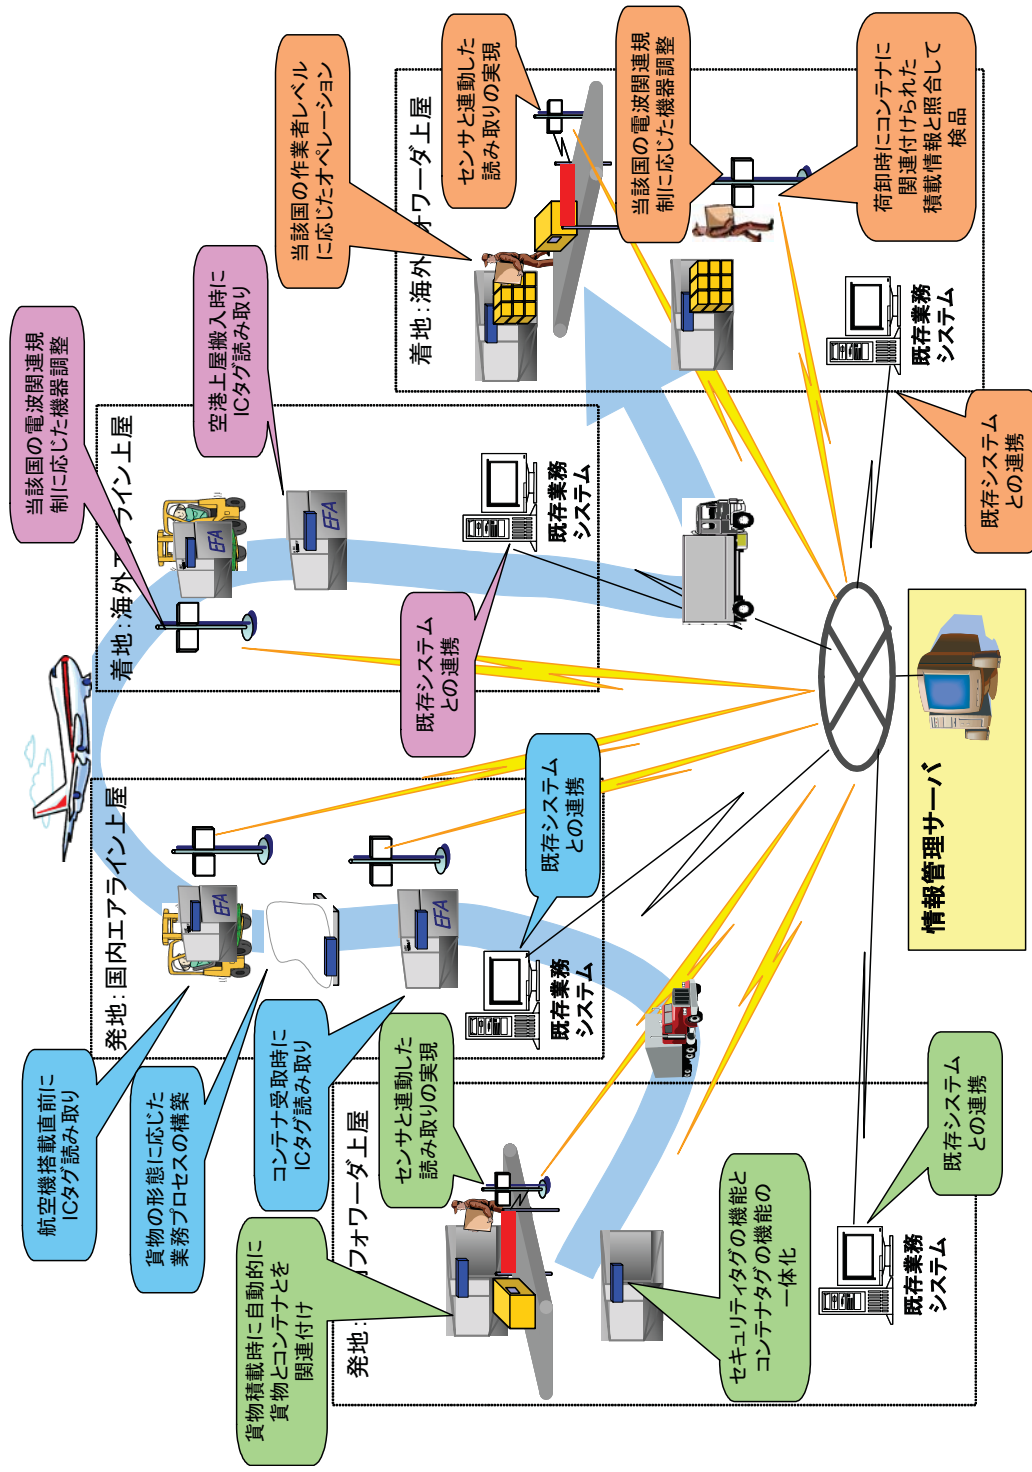 当該国の電波関連規
制に応じた機器調整
空港上屋搬入時に
ICタグ読み取り
既存システム
との連携
着地：海外エアライン上屋
EFA
EFA
既存業務
システム
当該国の作業者レベル
に応じたオペレーション
センサと連動した
読み取りの実現
当該国の電波関連規
制に応じた機器調整
荷卸時にコンテナに
関連付けられた
積載情報と照合して
検品
既存システム
との連携
着地：海外フォワーダ上屋
既存業務
システム
航空機搭載直前に
ICタグ読み取り
貨物の形態に応じた
業務プロセスの構築
コンテナ受取時に
ICタグ読み取り
既存システム
との連携
発地：国内エアライン上屋
EFA
EFA
既存業務
システム
貨物積載時に自動的に
貨物とコンテナとを
関連付け
センサと連動した
読み取りの実現
セキュリティタグの機能と
コンテナタグの機能の
一体化
既存システム
との連携
発地：
フォワーダ上屋
既存業務
システム
情報管理サーバ